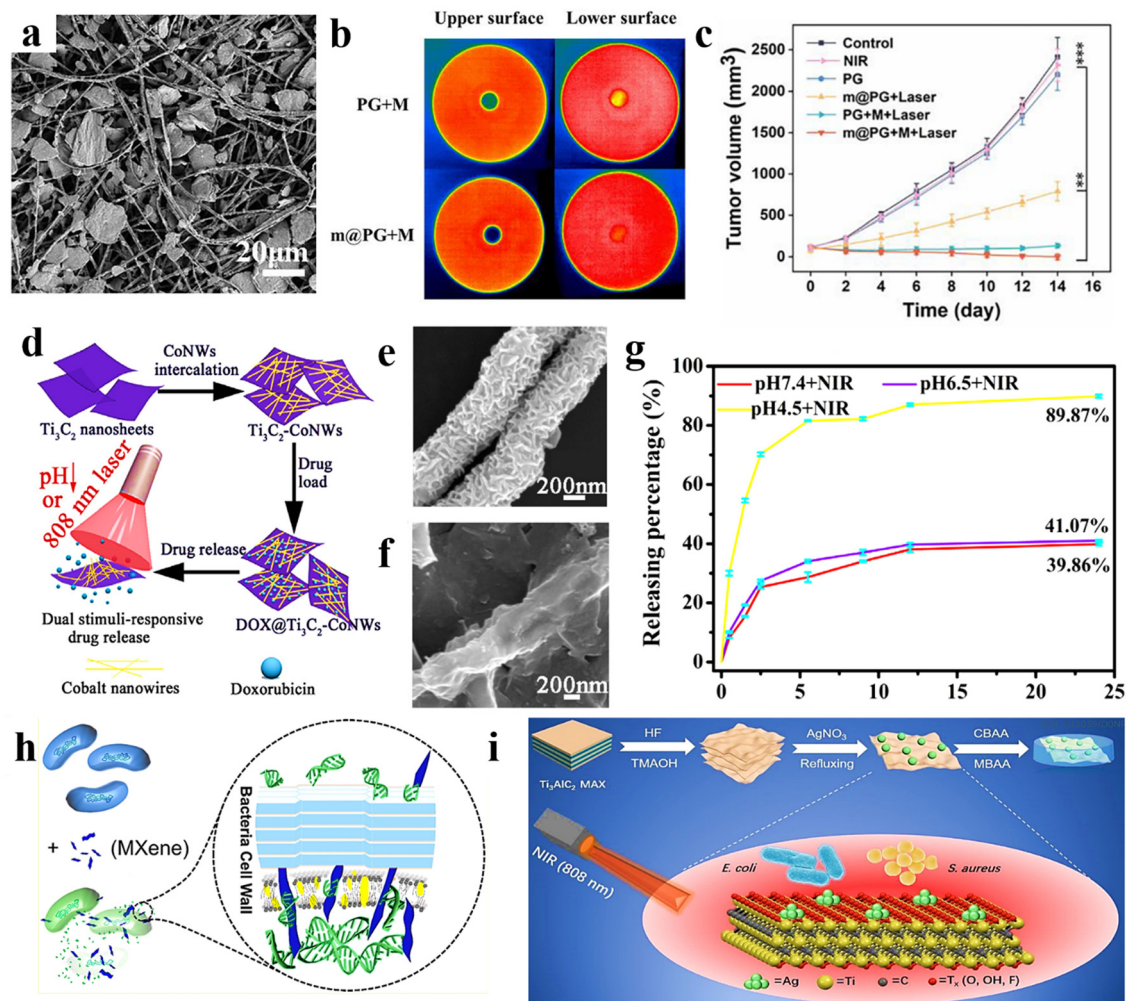 a
20μm
b
Upper surface
Lower surface
PG+M
m@PG+M
c
Tumor volume (mm3)
2500
2000
1500
1000
500
0
Control
NIR
PG
m@PG+Laser
PG+M+Laser
m@PG+M+Laser
***
**
0 2 4 6 8 10 12 14 16
Time (day)
d
CoNWs
intercalation
Ti₃C₂ nanosheets
Ti₃C₂-CoNWs
Drug
load
pH↓
or
808 nm laser
Drug release
Dual stimuli-responsive
drug release
DOX@Ti₃C₂-CoNWs
Cobalt nanowires
Doxorubicin
e
200nm
f
200nm
g
Releasing percentage (%)
100
80
60
40
20
0
pH7.4+NIR
pH6.5+NIR
pH4.5+NIR
89.87%
41.07%
39.86%
0 5 10 15 20 25
h
+ (MXene)
Bacteria Cell Wall
i
Ti₃AlC₂ MAX
HF
TMAOH
AgNO₃
Refluxing
CBAA
MBAA
NIR (808 nm)
E. coli
S. aureus
=Ag =Ti =C =Tₓ (O, OH, F)